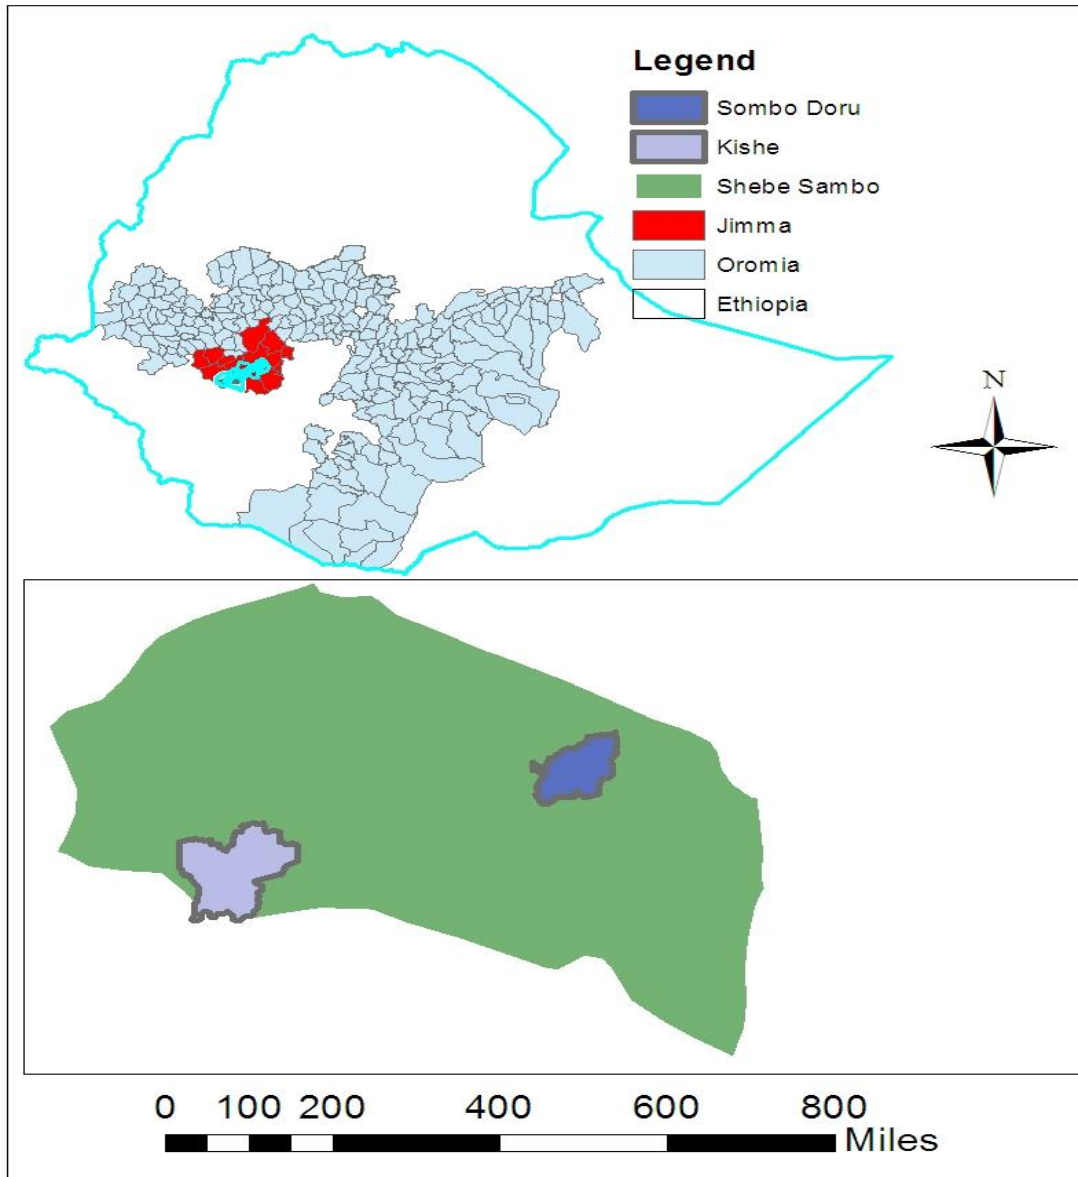 Legend
Sombo Doru
Kishe
Shebe Sambo
Jimma
Oromia
Ethiopia
N
0 100 200 400 600 800
Miles